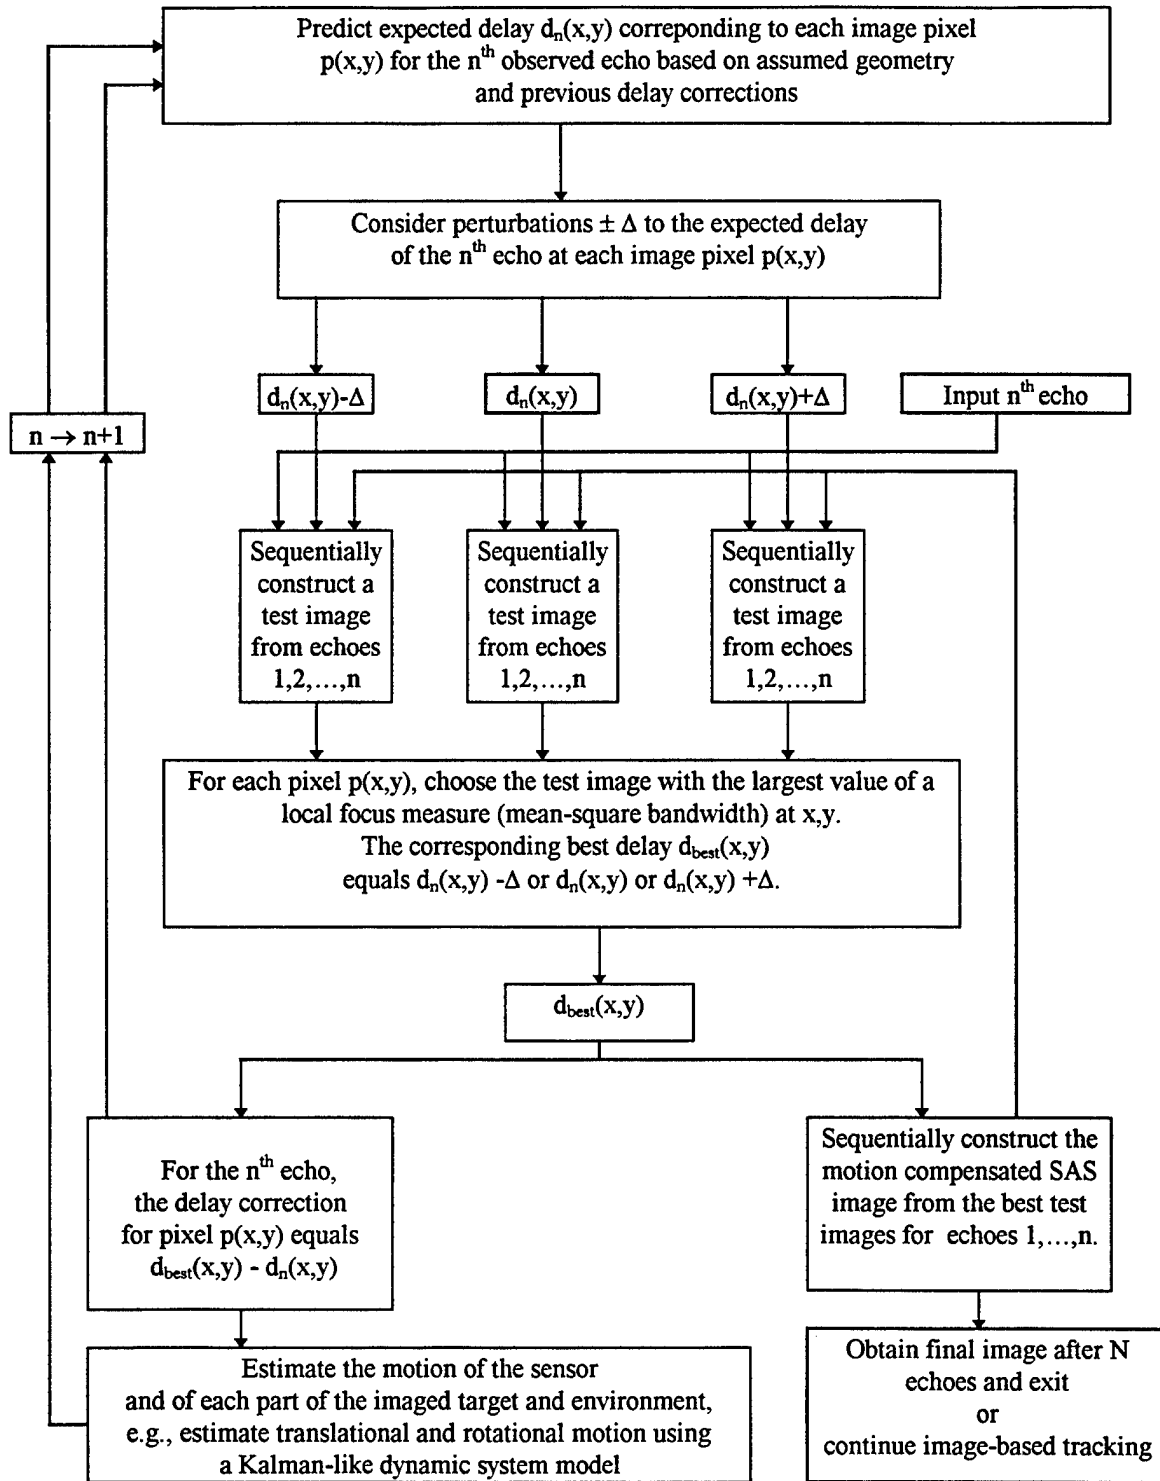 Predict expected delay dₙ(x,y) correponding to each image pixel
p(x,y) for the nᵗʰ observed echo based on assumed geometry
and previous delay corrections
Consider perturbations ± Δ to the expected delay
of the nᵗʰ echo at each image pixel p(x,y)
dₙ(x,y)-Δ
dₙ(x,y)
dₙ(x,y)+Δ
Input nᵗʰ echo
n → n+1
Sequentially
construct a
test image
from echoes
1,2,...,n
Sequentially
construct a
test image
from echoes
1,2,...,n
Sequentially
construct a
test image
from echoes
1,2,...,n
For each pixel p(x,y), choose the test image with the largest value of a
local focus measure (mean-square bandwidth) at x,y.
The corresponding best delay d_best(x,y)
equals dₙ(x,y) -Δ or dₙ(x,y) or dₙ(x,y) +Δ.
d_best(x,y)
For the nᵗʰ echo,
the delay correction
for pixel p(x,y) equals
d_best(x,y) - dₙ(x,y)
Sequentially construct the
motion compensated SAS
image from the best test
images for echoes 1,...,n.
Estimate the motion of the sensor
and of each part of the imaged target and environment,
e.g., estimate translational and rotational motion using
a Kalman-like dynamic system model
Obtain final image after N
echoes and exit
or
continue image-based tracking